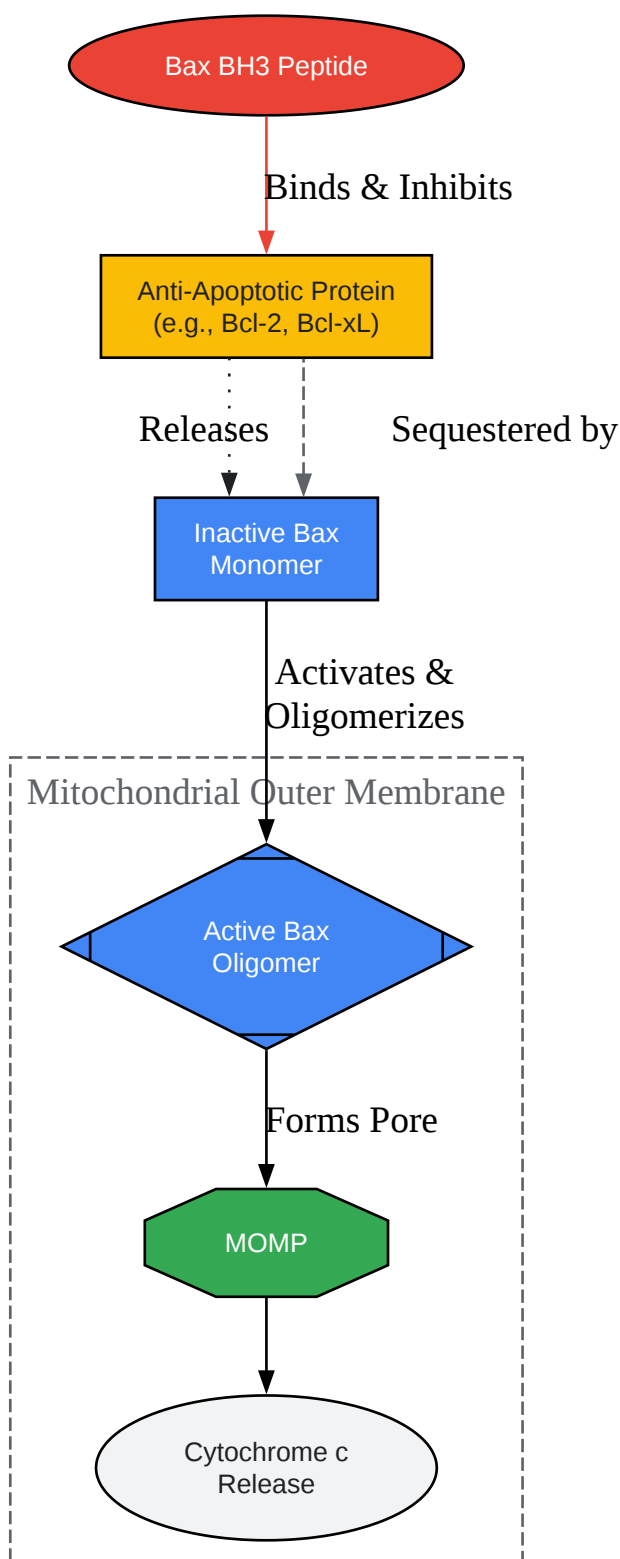 Bax BH3 Peptide
Binds & Inhibits
Anti-Apoptotic Protein
(e.g., Bcl-2, Bcl-xL)
Releases
Sequestered by
Inactive Bax
Monomer
Activates &
Oligomerizes
Mitochondrial Outer Membrane
Active Bax
Oligomer
Forms Pore
MOMP
Cytochrome c
Release